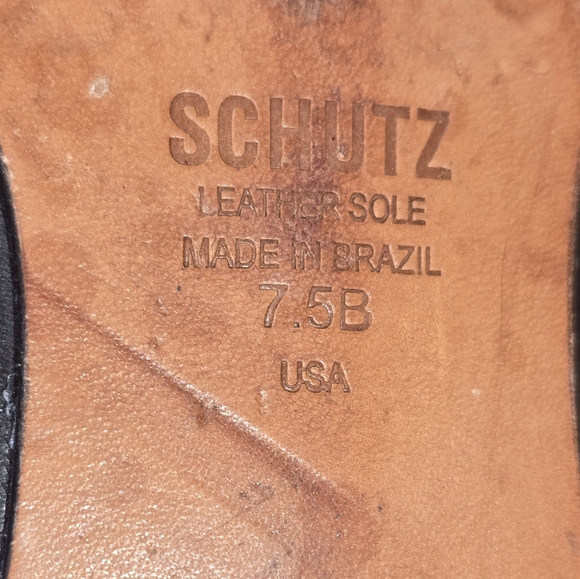 SCHUTZ
LEATHER SOLE
MADE IN BRAZIL
7.5B
USA